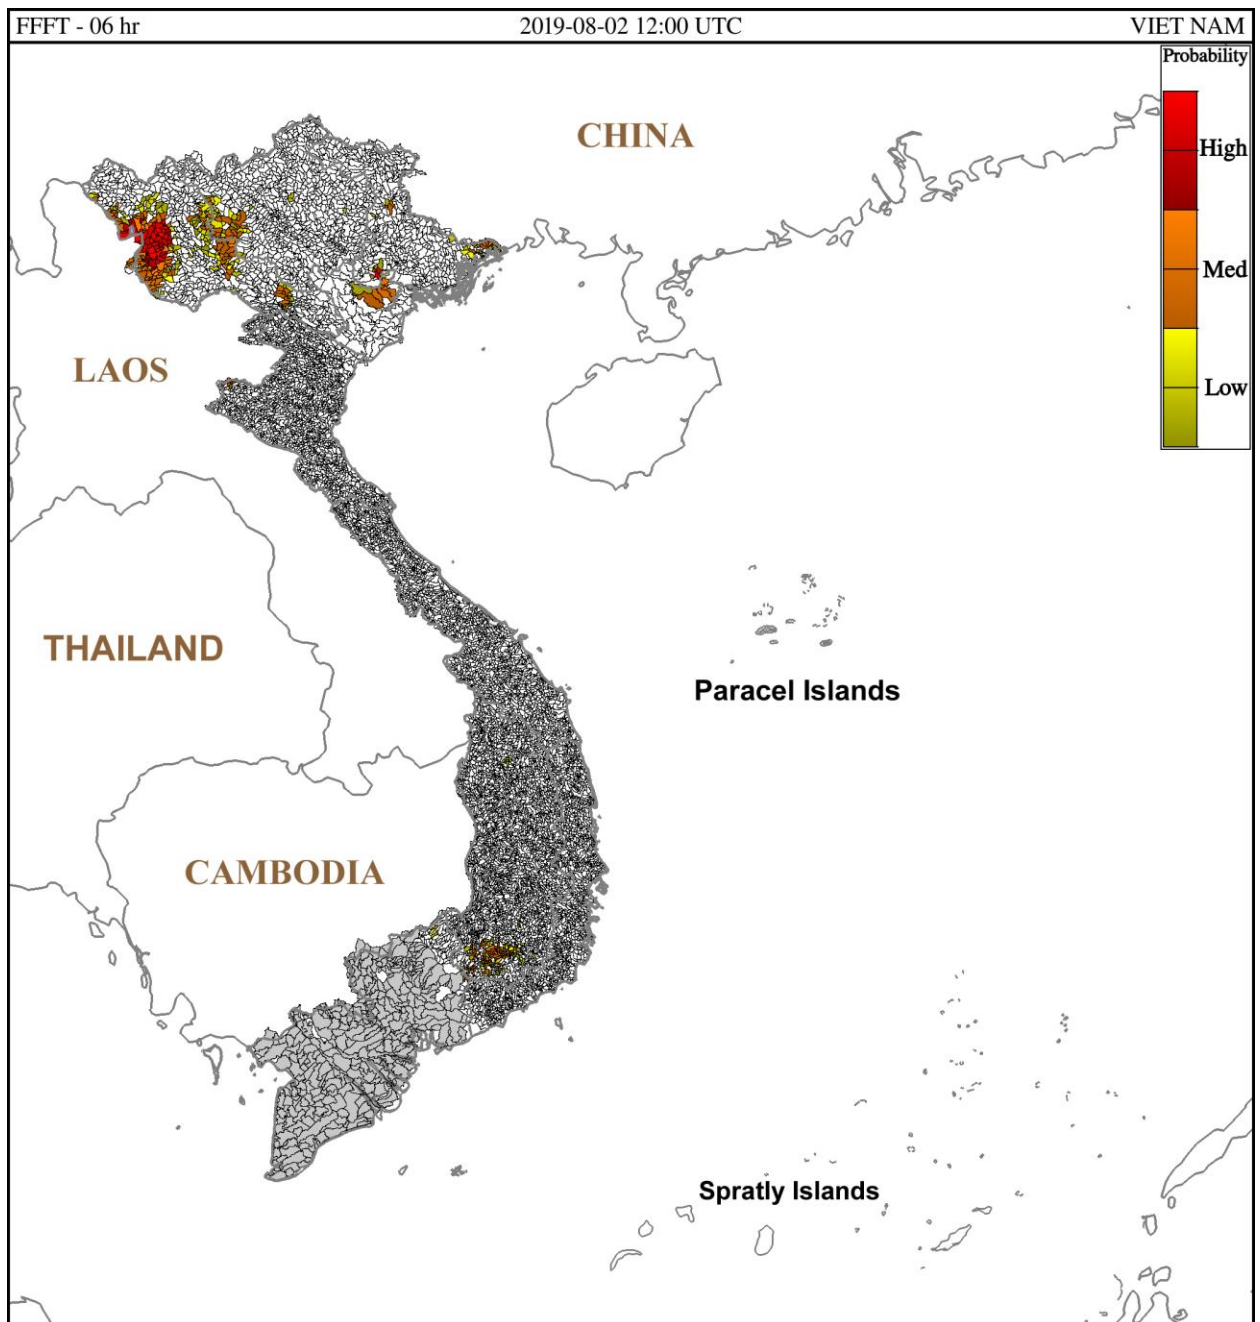 FFFT - 06 hr
2019-08-02 12:00 UTC
VIET NAM
Probability
High
Med
Low
CHINA
LAOS
THAILAND
Paracel Islands
CAMBODIA
Spratly Islands